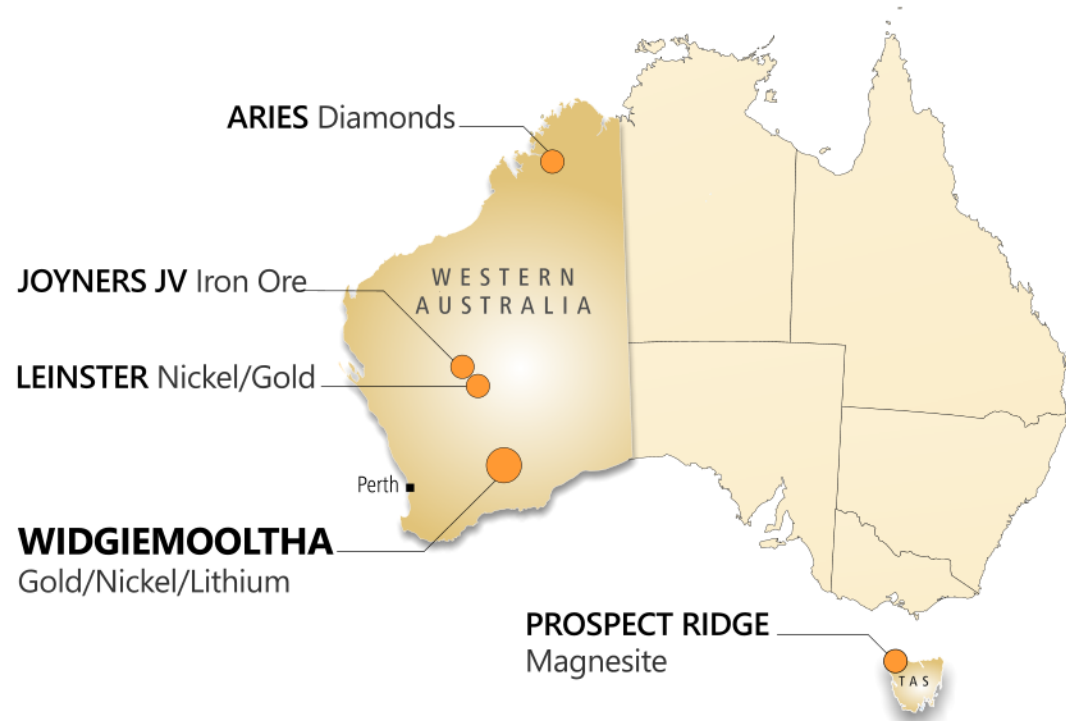 ARIES Diamonds
WESTERN
AUSTRALIA
JOYNERS JV Iron Ore
LEINSTER Nickel/Gold
Perth
WIDGIEMOOLTHA
Gold/Nickel/Lithium
PROSPECT RIDGE
Magnesite
TAS